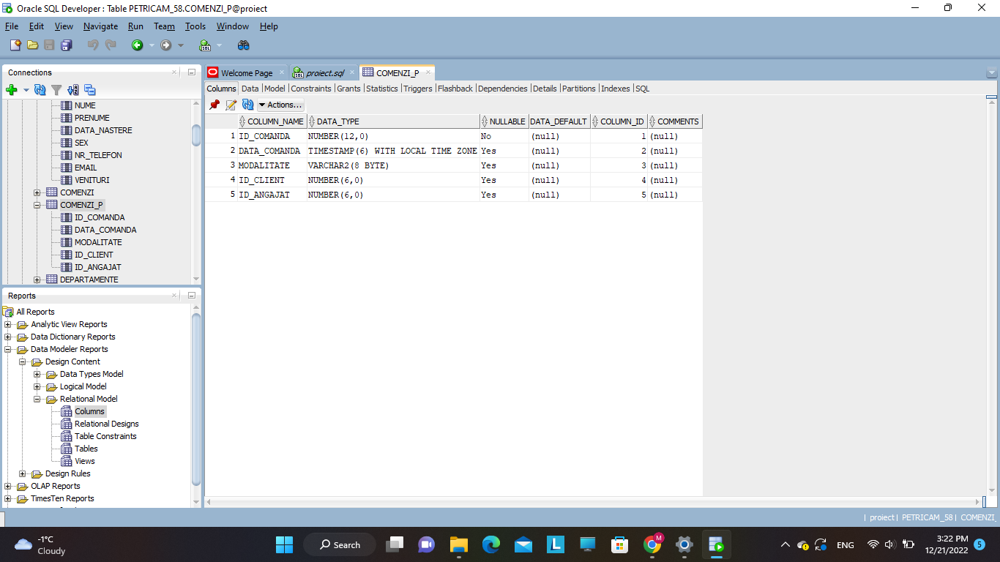 Oracle SQL Developer : Table PETRICAM_58.COMENZI_P@proiect
File Edit View Navigate Run Team Tools Window Help
Connections
NUME
PRENUME
DATA_NASTERE
SEX
NR_TELEFON
EMAIL
VENITURI
COMENZI
COMENZI_P
ID_COMANDA
DATA_COMANDA
MODALITATE
ID_CLIENT
ID_ANGAJAT
DEPARTAMENTE
Reports
All Reports
Analytic View Reports
Data Dictionary Reports
Data Modeler Reports
Design Content
Data Types Model
Logical Model
Relational Model
Columns
Relational Designs
Table Constraints
Tables
Views
Design Rules
OLAP Reports
TimesTen Reports
Welcome Page proiect.sql COMENZI_P
Columns Data | Model | Constraints | Grants | Statistics | Triggers | Flashback | Dependencies | Details | Partitions | Indexes | SQL
Actions...
COLUMN_NAME DATA_TYPE NULLABLE DATA_DEFAULT COLUMN_ID COMMENTS
1 ID_COMANDA NUMBER(12,0) No (null) 1 (null)
2 DATA_COMANDA TIMESTAMP(6) WITH LOCAL TIME ZONE Yes (null) 2 (null)
3 MODALITATE VARCHAR2(8 BYTE) Yes (null) 3 (null)
4 ID_CLIENT NUMBER(6,0) Yes (null) 4 (null)
5 ID_ANGAJAT NUMBER(6,0) Yes (null) 5 (null)
| proiect | PETRICAM_58 | COMENZI_
-1°C
Cloudy
Search
M
ENG
3:22 PM
12/21/2022
5